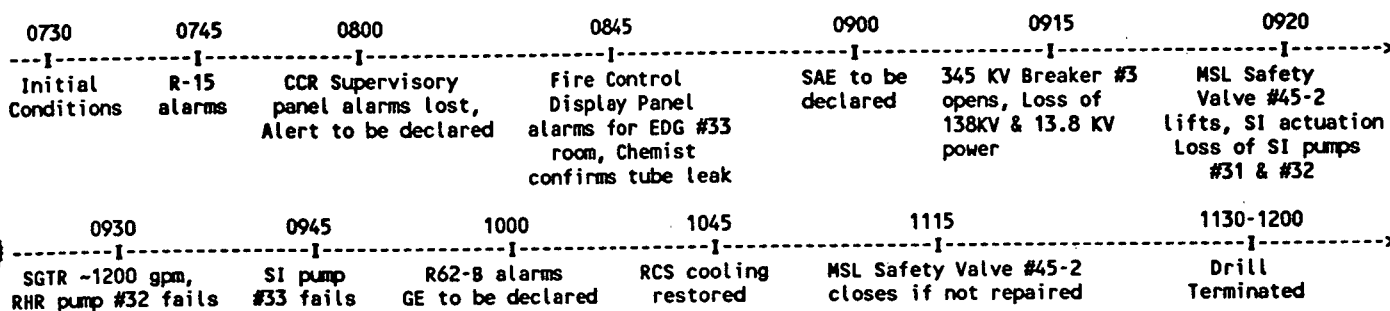 0730 0745 0800 0845 0900 0915 0920
---I-----------I--------------I------------------------I----------------------I-----------------I---------------------I-------->
Initial R-15 CCR Supervisory Fire Control SAE to be 345 KV Breaker #3 MSL Safety
Conditions alarms panel alarms lost, Display Panel declared opens, Loss of Valve #45-2
Alert to be declared alarms for EDG #33 138KV & 13.8 KV lifts, SI actuation
room, Chemist power Loss of SI pumps
confirms tube leak #31 & #32
0930 0945 1000 1045 1115 1130-1200
----------I-----------------I-----------------I------------------I-------------------I----------------------------I------------>
SGTR ~1200 gpm, SI pump R62-B alarms RCS cooling MSL Safety Valve #45-2 Drill
RHR pump #32 fails #33 fails GE to be declared restored closes if not repaired Terminated